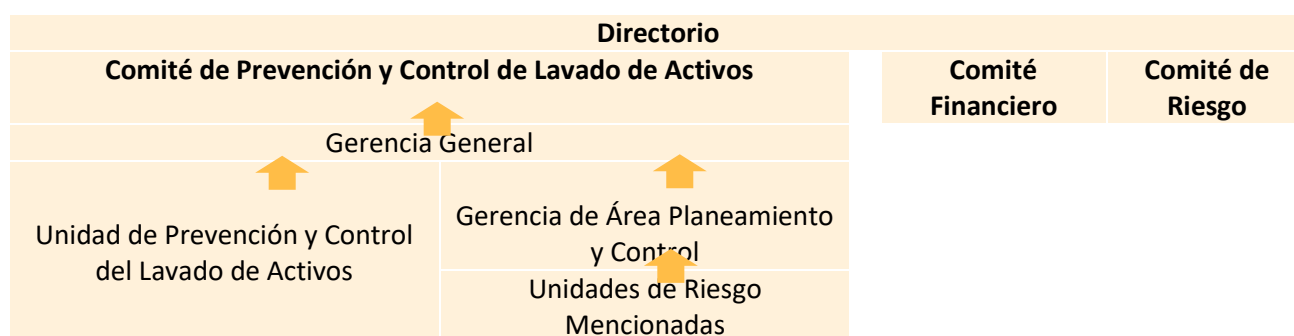 Directorio
Comité de Prevención y Control de Lavado de Activos
Comité
Financiero
Comité de
Riesgo
Gerencia General
Unidad de Prevención y Control
del Lavado de Activos
Gerencia de Área Planeamiento
y Control
Unidades de Riesgo
Mencionadas